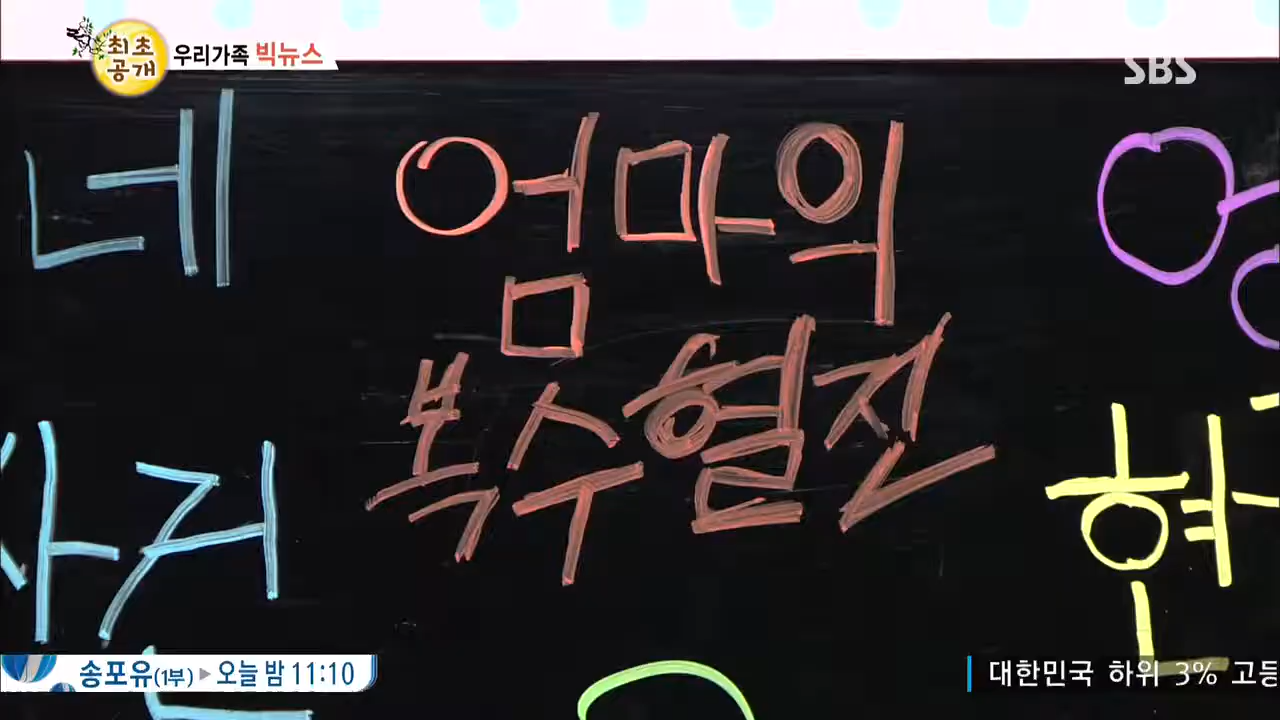 최초
공개
우리가족 빅뉴스
SBS
네
엄마의
복수혈진
송포유(1부) ▶ 오늘 밤 11:10
대한민국 하위 3% 고등